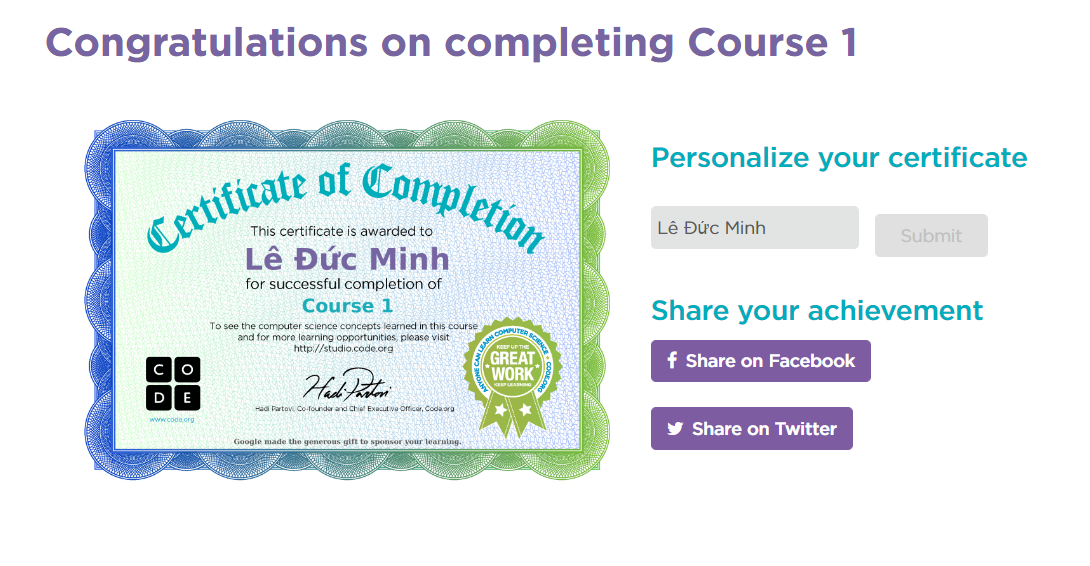 Congratulations on completing Course 1
Certificate of Completion
This certificate is awarded to
Lê Đức Minh
for successful completion of
Course 1
To see the computer science concepts learned in this course
and for more learning opportunities, please visit
http://studio.code.org
C O
D E
www.code.org
Hadi Partovi
Hadi Partovi, Co-founder and Chief Executive Officer, Code.org
ANYONE CAN LEARN COMPUTER SCIENCE • CODE.ORG
KEEP UP THE
GREAT
WORK
KEEP LEARNING
Google made the generous gift to sponsor your learning.
Personalize your certificate
Lê Đức Minh
Submit
Share your achievement
Share on Facebook
Share on Twitter